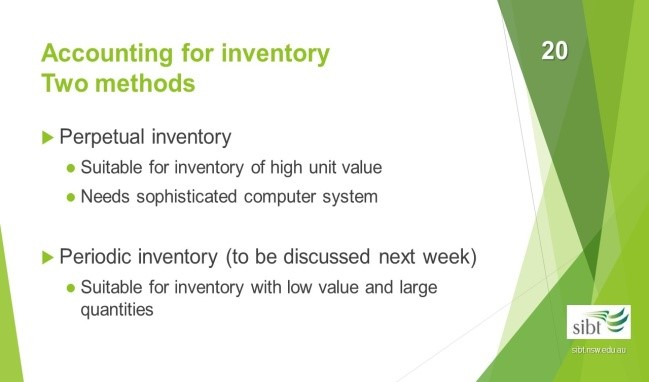 Accounting for inventory
Two methods
20
Perpetual inventory
Suitable for inventory of high unit value
Needs sophisticated computer system
Periodic inventory (to be discussed next week)
Suitable for inventory with low value and large
quantities
sibt
sibt.nsw.edu.au